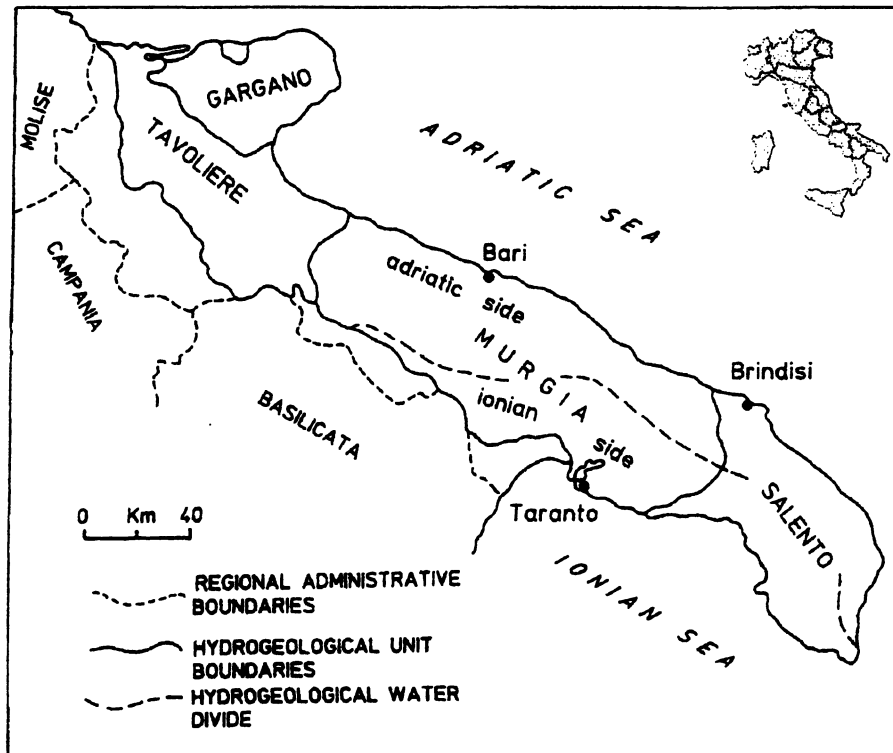 GARGANO
MOLISE
TAVOLIERE
ADRIATIC SEA
CAMPANIA
Bari
adriatic side
MURGIA
Brindisi
ionian side
BASILICATA
Taranto
SALENTO
0 Km 40
IONIAN SEA
REGIONAL ADMINISTRATIVE
BOUNDARIES
HYDROGEOLOGICAL UNIT
BOUNDARIES
HYDROGEOLOGICAL WATER
DIVIDE